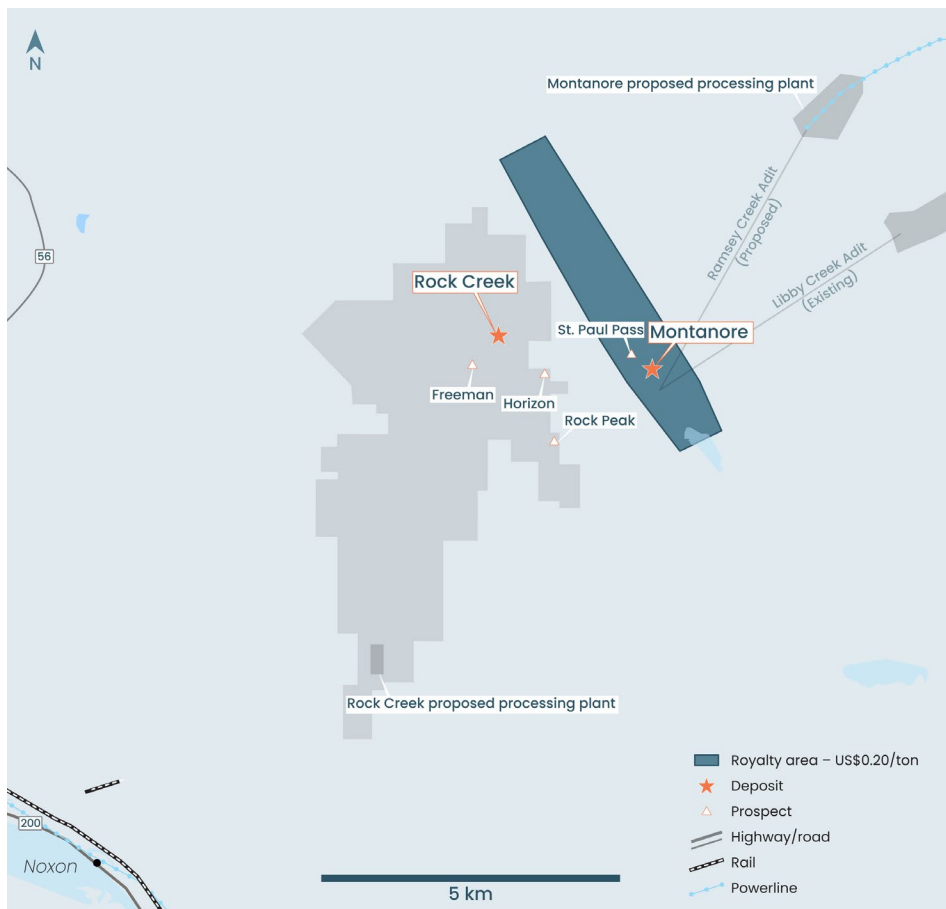 N
Montanore proposed processing plant
Ramsey Creek Adit
(Proposed)
56
Libby Creek Adit
(Existing)
Rock Creek
St. Paul Pass
Montanore
Freeman
Horizon
Rock Peak
Rock Creek proposed processing plant
Royalty area – US$0.20/ton
Deposit
Prospect
200
Highway/road
Noxon
Rail
5 km
Powerline